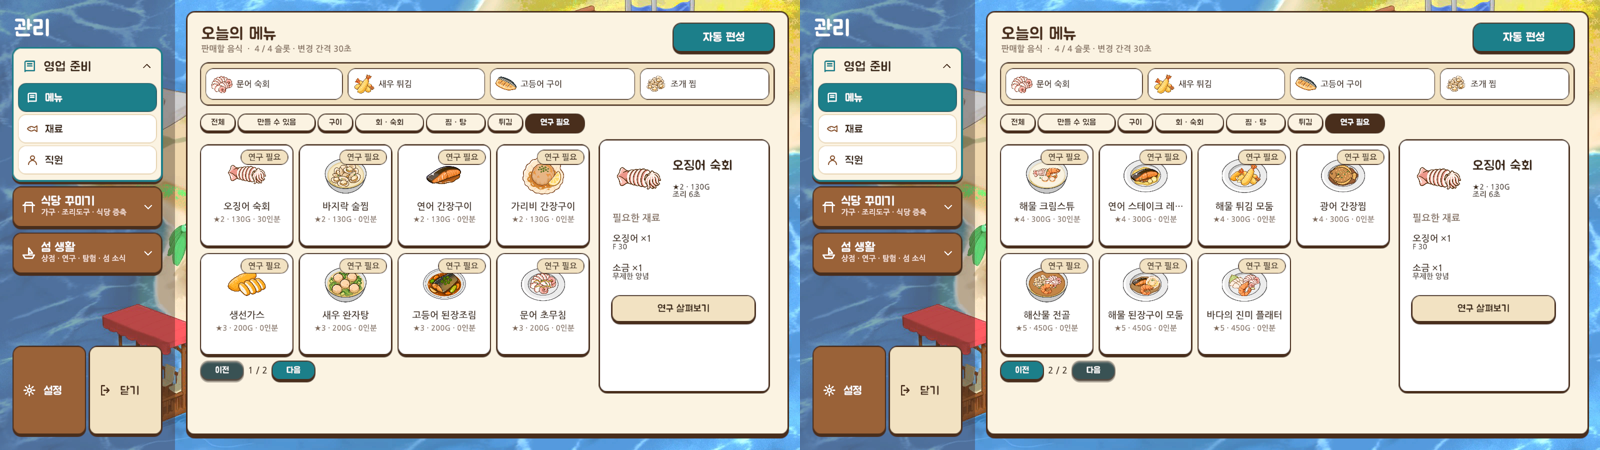 관리
영업 준비
메뉴
재료
직원
식당 꾸미기
가구 · 조리도구 · 식당 증축
섬 생활
상점 · 연구 · 탐험 · 섬 소식
설정
닫기
오늘의 메뉴
판매할 음식 · 4 / 4 슬롯 · 변경 간격 30초
자동 편성
문어 숙회
새우 튀김
고등어 구이
조개 찜
전체
만들 수 있음
구이
회 · 숙회
찜 · 탕
튀김
연구 필요
연구 필요
오징어 숙회
★2 · 130G · 30인분
연구 필요
바지락 술찜
★2 · 130G · 0인분
연구 필요
연어 간장구이
★2 · 130G · 0인분
연구 필요
가리비 간장구이
★2 · 130G · 0인분
연구 필요
생선가스
★3 · 200G · 0인분
연구 필요
새우 완자탕
★3 · 200G · 0인분
연구 필요
고등어 된장조림
★3 · 200G · 0인분
연구 필요
문어 초무침
★3 · 200G · 0인분
이전
1 / 2
다음
오징어 숙회
★2 · 130G
조리 6초
필요한 재료
오징어 ×1
F 30
소금 ×1
무제한 양념
연구 살펴보기
관리
영업 준비
메뉴
재료
직원
식당 꾸미기
가구 · 조리도구 · 식당 증축
섬 생활
상점 · 연구 · 탐험 · 섬 소식
설정
닫기
오늘의 메뉴
판매할 음식 · 4 / 4 슬롯 · 변경 간격 30초
자동 편성
문어 숙회
새우 튀김
고등어 구이
조개 찜
전체
만들 수 있음
구이
회 · 숙회
찜 · 탕
튀김
연구 필요
연구 필요
해물 크림스튜
★4 · 300G · 30인분
연구 필요
연어 스테이크 레…
★4 · 300G · 0인분
연구 필요
해물 튀김 모둠
★4 · 300G · 0인분
연구 필요
광어 간장찜
★4 · 300G · 0인분
연구 필요
해산물 전골
★5 · 450G · 0인분
연구 필요
해물 된장구이 모둠
★5 · 450G · 0인분
연구 필요
바다의 진미 플래터
★5 · 450G · 0인분
이전
2 / 2
다음
오징어 숙회
★2 · 130G
조리 6초
필요한 재료
오징어 ×1
F 30
소금 ×1
무제한 양념
연구 살펴보기